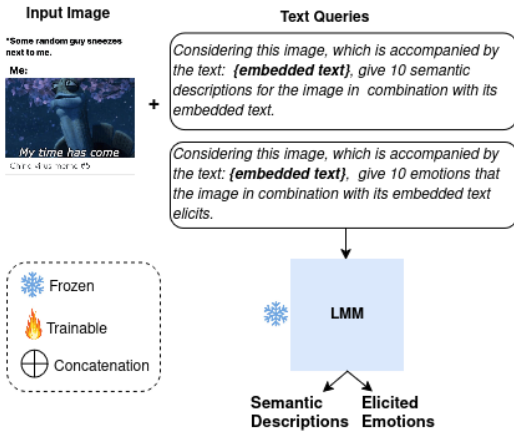 Input Image
Text Queries
*Some random guy sneezes
next to me.
Me:
My time has come
+
Considering this image, which is accompanied by
the text: {embedded text}, give 10 semantic
descriptions for the image in combination with its
embedded text.
Considering this image, which is accompanied by
the text: {embedded text}, give 10 emotions that
the image in combination with its embedded text
elicits.
Frozen
Trainable
Concatenation
LMM
Semantic
Descriptions
Elicited
Emotions